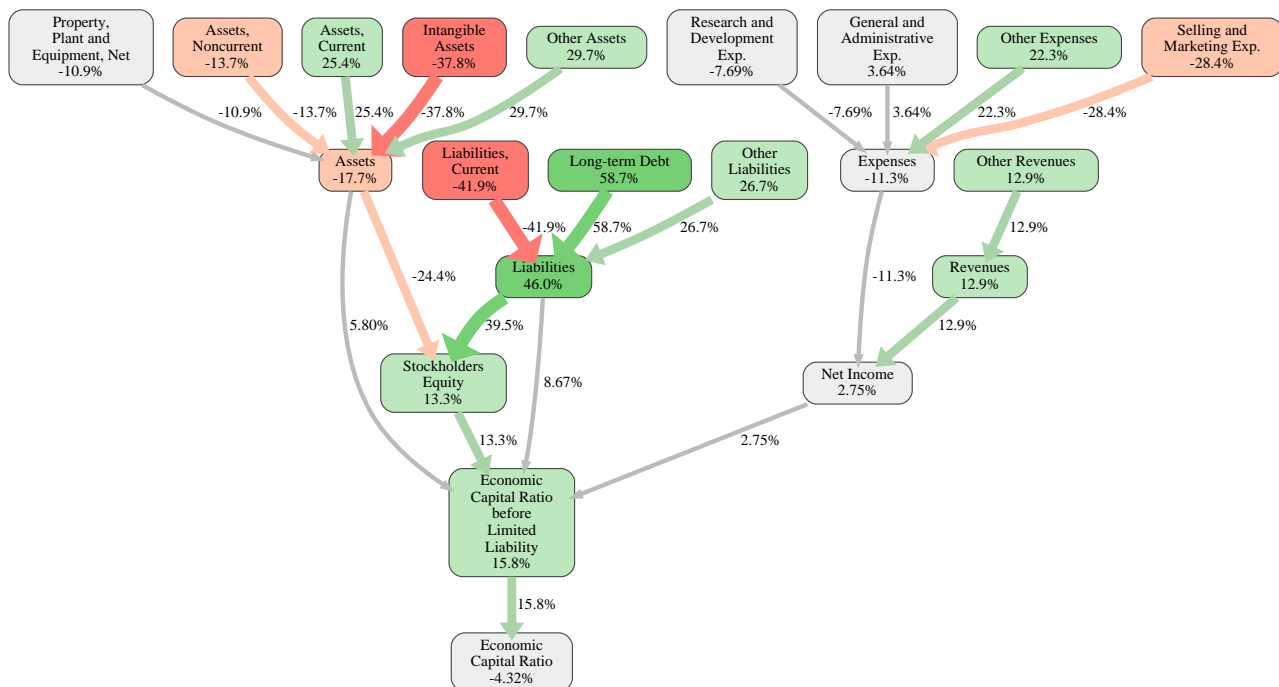 Property,
Plant and
Equipment, Net
-10.9%
Assets,
Noncurrent
-13.7%
Assets,
Current
25.4%
Intangible
Assets
-37.8%
Other Assets
29.7%
Research and
Development
Exp.
-7.69%
General and
Administrative
Exp.
3.64%
Other Expenses
22.3%
Selling and
Marketing Exp.
-28.4%
-10.9%
-13.7%
25.4%
-37.8%
29.7%
-7.69%
3.64%
22.3%
-28.4%
Assets
-17.7%
Liabilities,
Current
-41.9%
Long-term Debt
58.7%
Other
Liabilities
26.7%
Expenses
-11.3%
Other Revenues
12.9%
-41.9%
58.7%
26.7%
12.9%
-24.4%
Liabilities
46.0%
-11.3%
Revenues
12.9%
5.80%
39.5%
12.9%
Stockholders
Equity
13.3%
8.67%
Net Income
2.75%
13.3%
2.75%
Economic
Capital Ratio
before
Limited
Liability
15.8%
15.8%
Economic
Capital Ratio
-4.32%